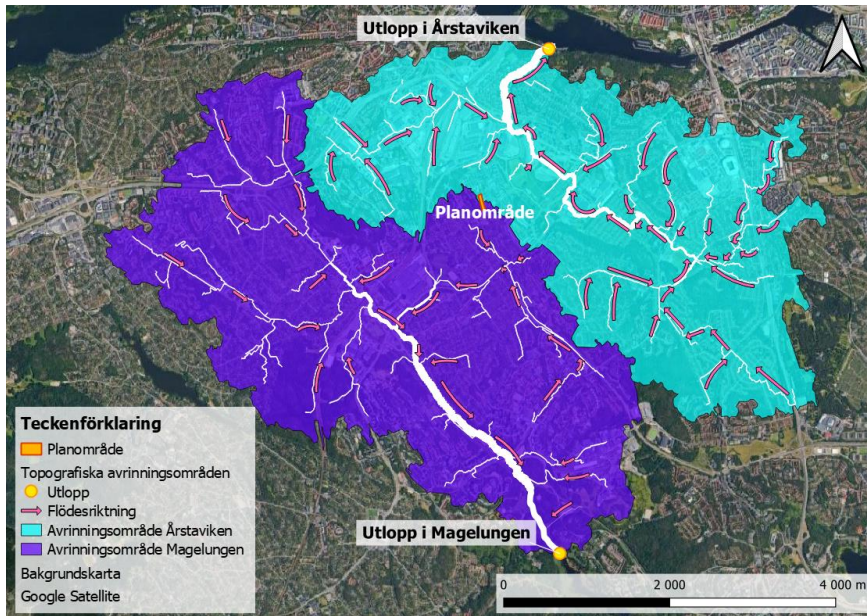 Utlopp i Årstaviken
Planområde
Teckenförklaring
Planområde
Topografiska avrinningsområden
Utlopp
Flödesriktning
Avrinningsområde Årstaviken
Avrinningsområde Magelungen
Bakgrundskarta
Google Satellite
Utlopp i Magelungen
0 2 000 4 000 m